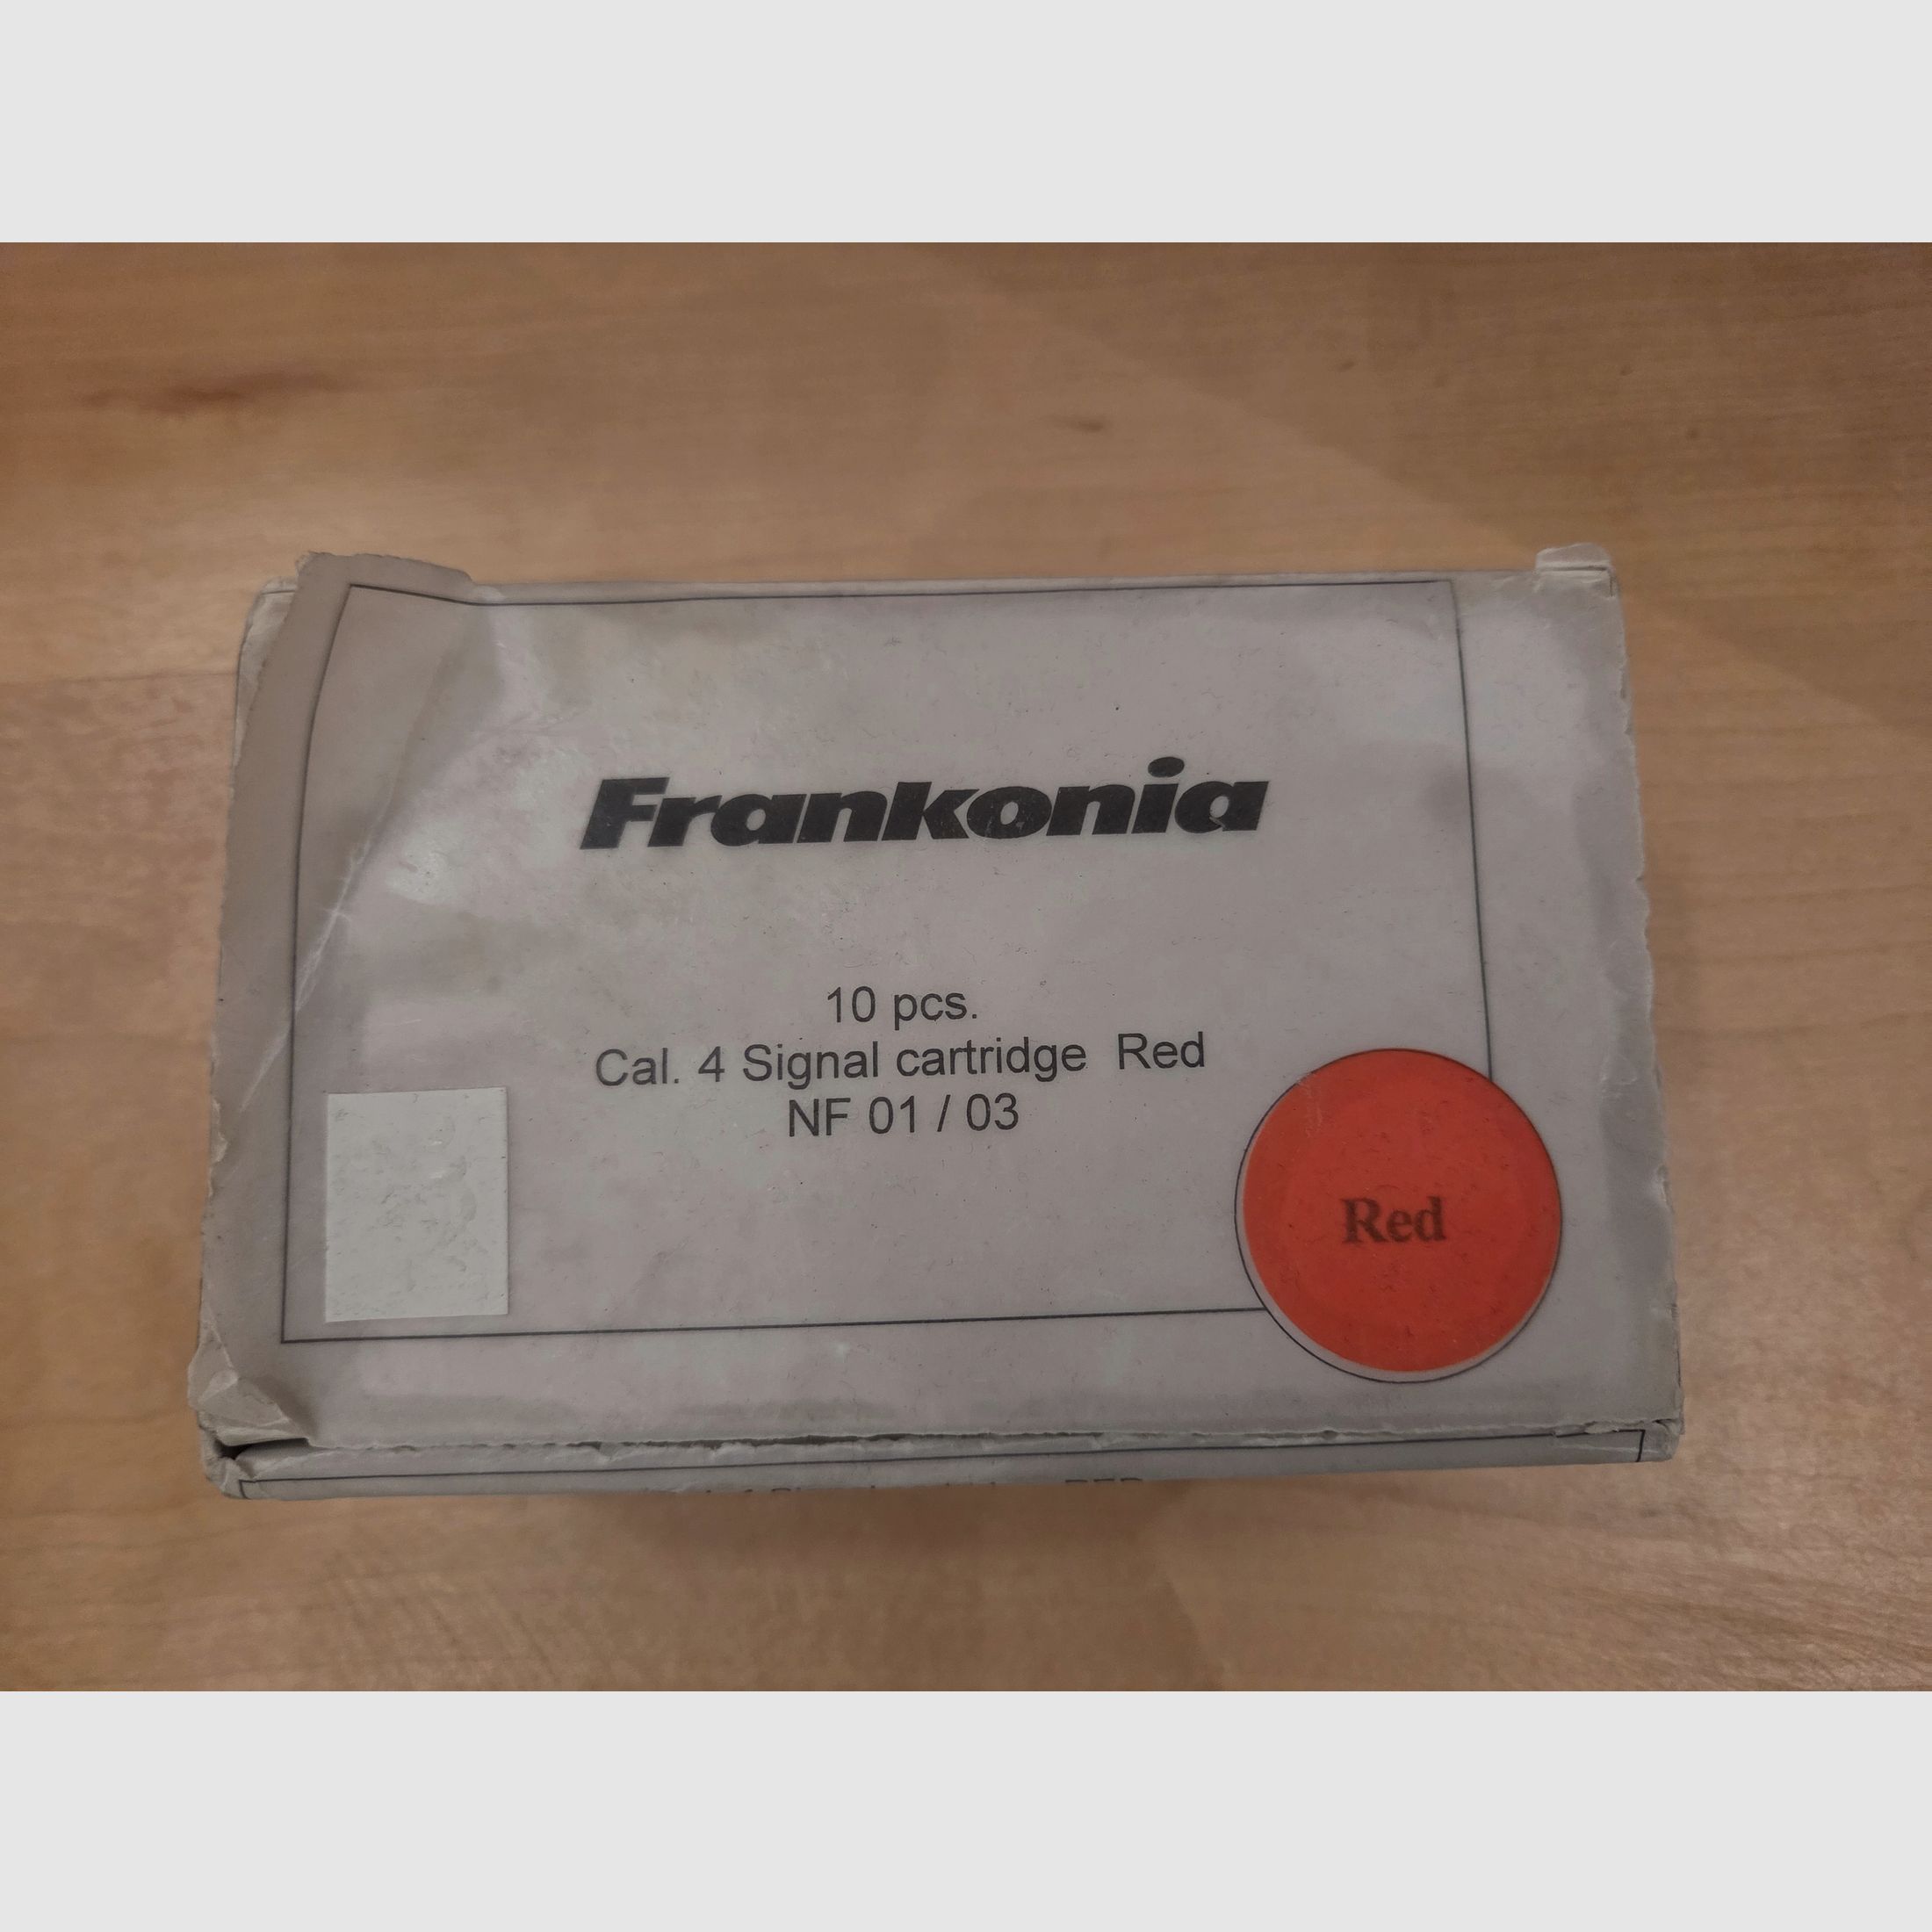 Frankonia
10 pcs.
Cal. 4 Signal cartridge Red
NF 01 / 03
Red